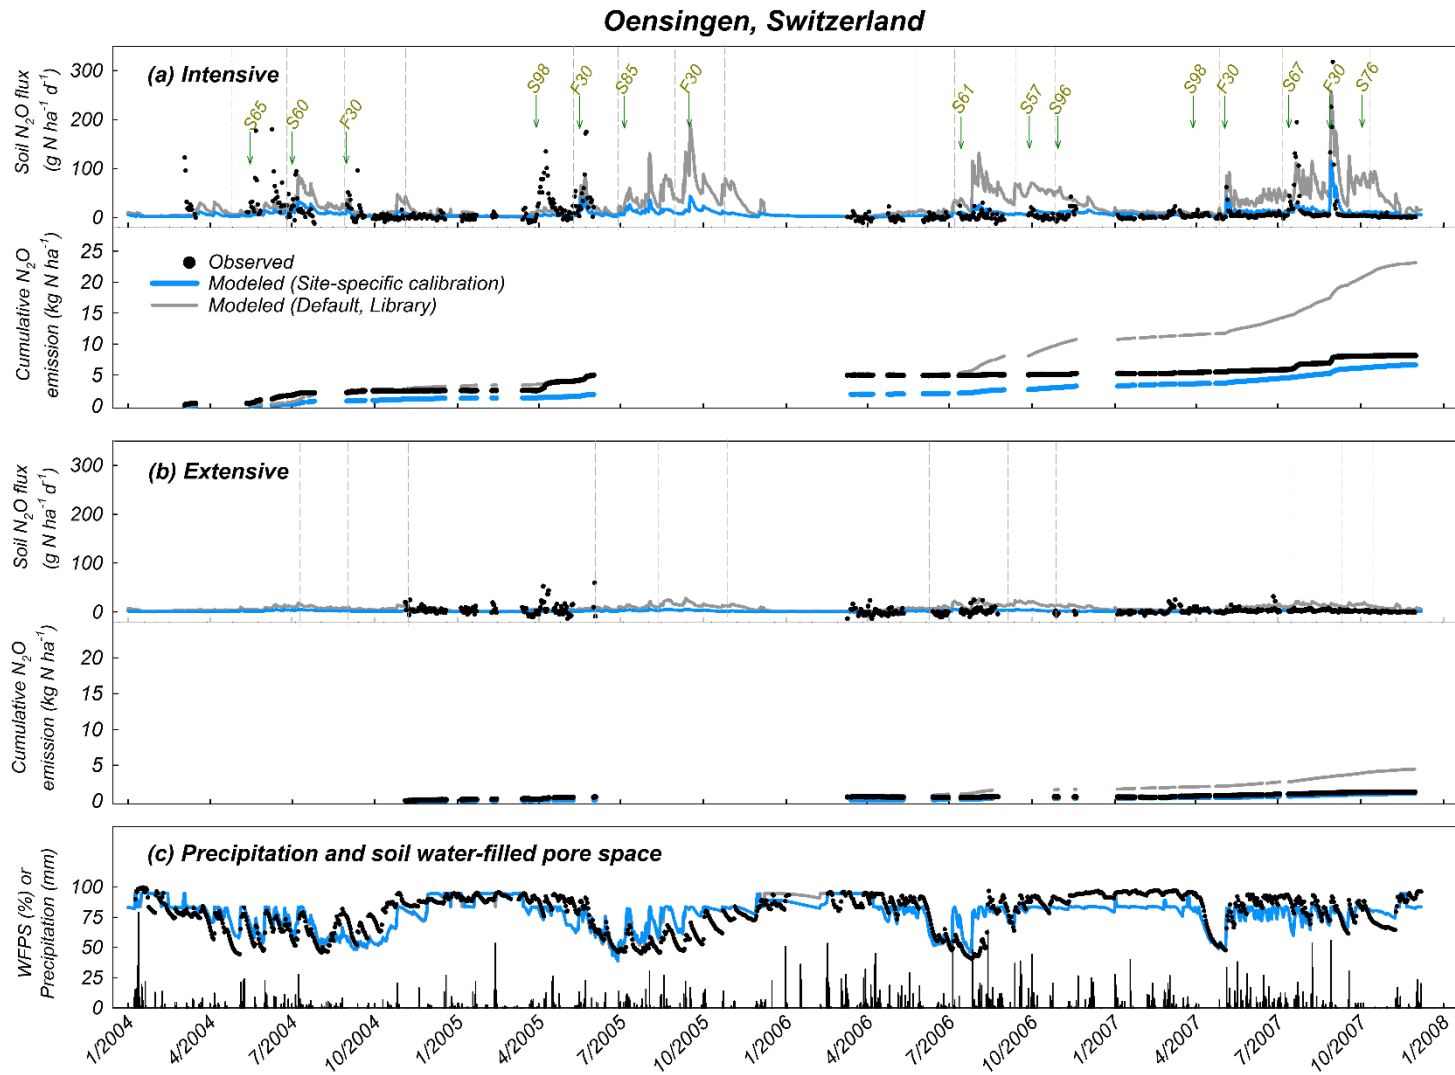 Oensingen, Switzerland
(a) Intensive
Soil N₂O flux
(g N ha⁻¹ d⁻¹)
300
200
100
0
S65
S60
F30
S98
F30
S85
F30
S61
S57
S96
S98
F30
S67
F30
S76
Cumulative N₂O
emission (kg N ha⁻¹)
25
20
15
10
5
0
Observed
Modeled (Site-specific calibration)
Modeled (Default, Library)
(b) Extensive
Soil N₂O flux
(g N ha⁻¹ d⁻¹)
300
200
100
0
Cumulative N₂O
emission (kg N ha⁻¹)
20
15
10
5
0
(c) Precipitation and soil water-filled pore space
WFPS (%) or
Precipitation (mm)
100
75
50
25
0
1/2004
4/2004
7/2004
10/2004
1/2005
4/2005
7/2005
10/2005
1/2006
4/2006
7/2006
10/2006
1/2007
4/2007
7/2007
10/2007
1/2008